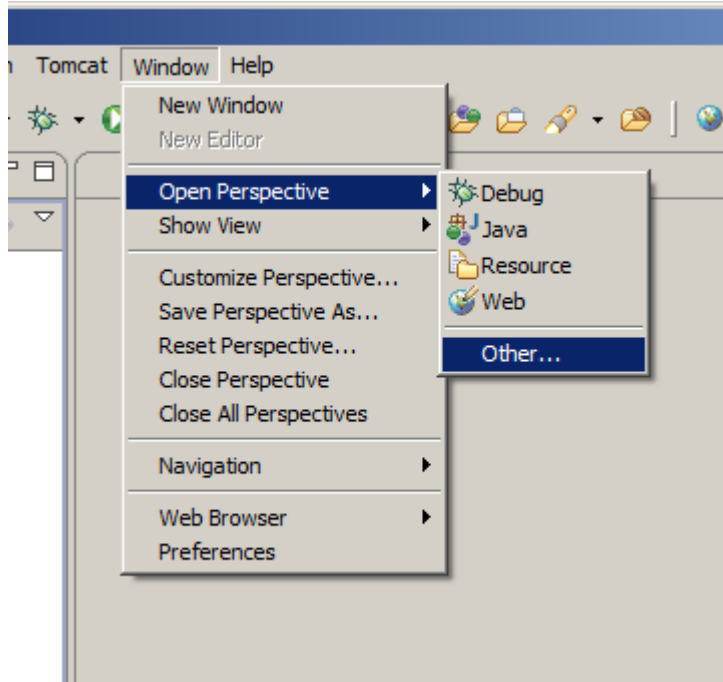 Tomcat Window Help
New Window
New Editor
Open Perspective
Show View
Customize Perspective...
Save Perspective As...
Reset Perspective...
Close Perspective
Close All Perspectives
Navigation
Web Browser
Preferences
Debug
Java
Resource
Web
Other...